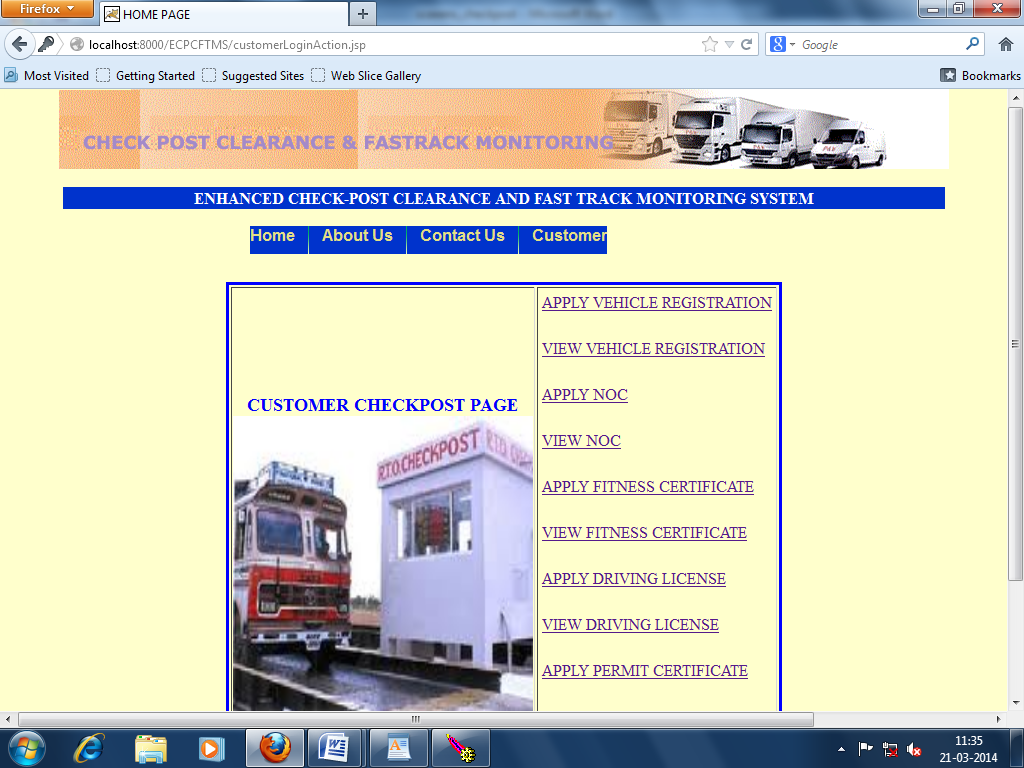 Firefox
HOME PAGE
localhost:8000/ECPCFTMS/customerLoginAction.jsp
Google
Most Visited
Getting Started
Suggested Sites
Web Slice Gallery
Bookmarks
CHECK POST CLEARANCE & FASTRACK MONITORING
ENHANCED CHECK-POST CLEARANCE AND FAST TRACK MONITORING SYSTEM
Home
About Us
Contact Us
Customer
CUSTOMER CHECKPOST PAGE
R.T.O.CHECKPOST
APPLY VEHICLE REGISTRATION
VIEW VEHICLE REGISTRATION
APPLY NOC
VIEW NOC
APPLY FITNESS CERTIFICATE
VIEW FITNESS CERTIFICATE
APPLY DRIVING LICENSE
VIEW DRIVING LICENSE
APPLY PERMIT CERTIFICATE
11:35
21-03-2014